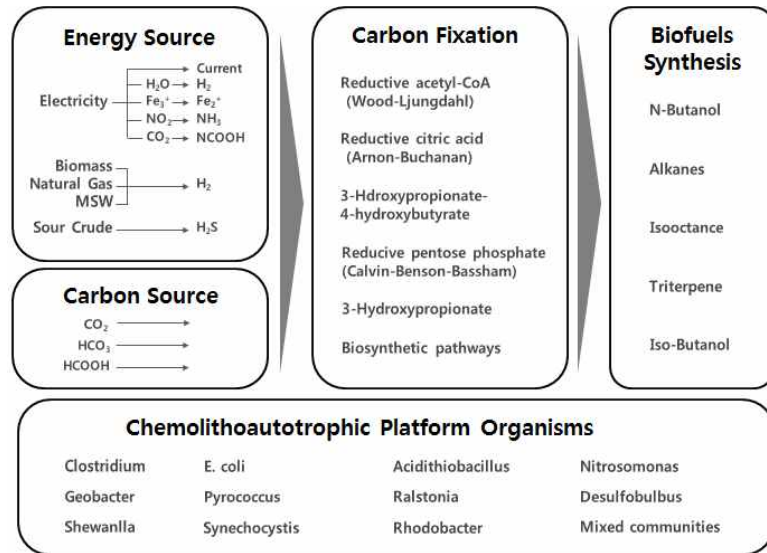 Energy Source
Current
H₂O → H₂
Electricity → Fe₃⁺ → Fe₂⁺
NO₂ → NH₃
CO₂ → NCOOH
Biomass
Natural Gas → H₂
MSW
Sour Crude → H₂S
Carbon Source
CO₂
HCO₃
HCOOH
Carbon Fixation
Reductive acetyl-CoA
(Wood-Ljungdahl)
Reductive citric acid
(Arnon-Buchanan)
3-Hdroxypropionate-
4-hydroxybutyrate
Reducive pentose phosphate
(Calvin-Benson-Bassham)
3-Hydroxypropionate
Biosynthetic pathways
Biofuels
Synthesis
N-Butanol
Alkanes
Isooctance
Triterpene
Iso-Butanol
Chemolithoautotrophic Platform Organisms
Clostridium E. coli Acidithiobacillus Nitrosomonas
Geobacter Pyrococcus Ralstonia Desulfobulbus
Shewanlla Synechocystis Rhodobacter Mixed communities